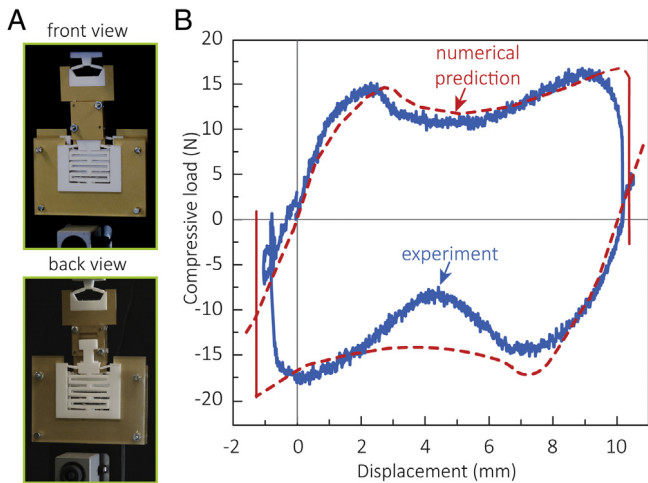 A
front view
back view
B
Compressive load (N)
20
15
10
5
0
-5
-10
-15
-20
numerical
prediction
experiment
-2
0
2
4
6
8
10
Displacement (mm)